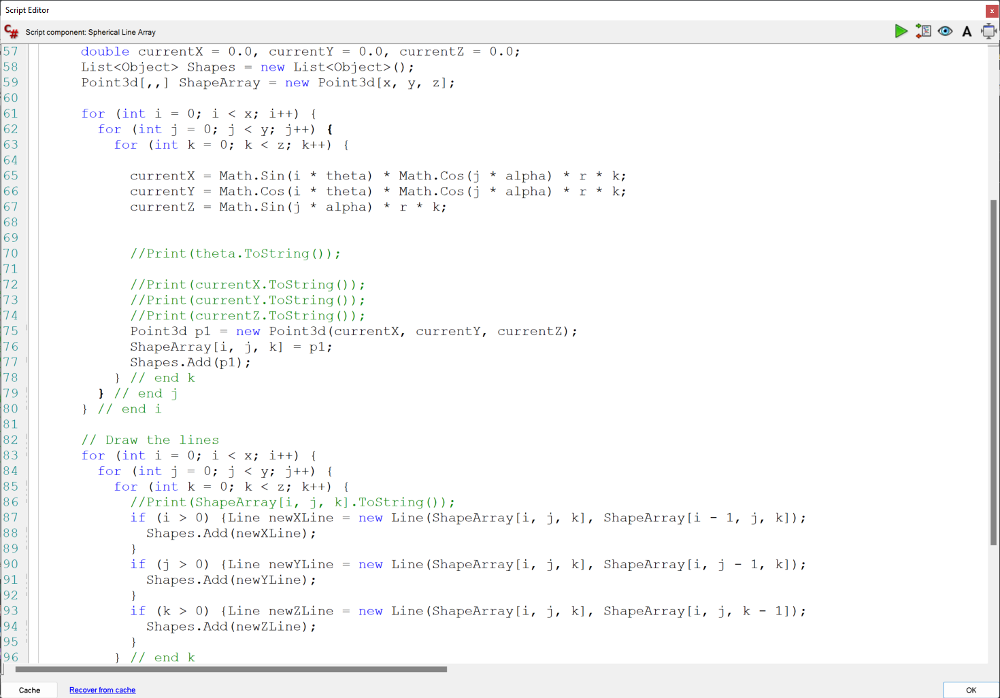 Script Editor
x
C# Script component: Spherical Line Array
A
57 double currentX = 0.0, currentY = 0.0, currentZ = 0.0;
58 List<Object> Shapes = new List<Object>();
59 Point3d[,,] ShapeArray = new Point3d[x, y, z];
60
61 for (int i = 0; i < x; i++) {
62 for (int j = 0; j < y; j++) {
63 for (int k = 0; k < z; k++) {
64
65 currentX = Math.Sin(i * theta) * Math.Cos(j * alpha) * r * k;
66 currentY = Math.Cos(i * theta) * Math.Cos(j * alpha) * r * k;
67 currentZ = Math.Sin(j * alpha) * r * k;
68
69
70 //Print(theta.ToString());
71
72 //Print(currentX.ToString());
73 //Print(currentY.ToString());
74 //Print(currentZ.ToString());
75 Point3d p1 = new Point3d(currentX, currentY, currentZ);
76 ShapeArray[i, j, k] = p1;
77 Shapes.Add(p1);
78 } // end k
79 } // end j
80 } // end i
81
82 // Draw the lines
83 for (int i = 0; i < x; i++) {
84 for (int j = 0; j < y; j++) {
85 for (int k = 0; k < z; k++) {
86 //Print(ShapeArray[i, j, k].ToString());
87 if (i > 0) {Line newXLine = new Line(ShapeArray[i, j, k], ShapeArray[i - 1, j, k]);
88 Shapes.Add(newXLine);
89 }
90 if (j > 0) {Line newYLine = new Line(ShapeArray[i, j, k], ShapeArray[i, j - 1, k]);
91 Shapes.Add(newYLine);
92 }
93 if (k > 0) {Line newZLine = new Line(ShapeArray[i, j, k], ShapeArray[i, j, k - 1]);
94 Shapes.Add(newZLine);
95 }
96 } // end k
Cache Recover from cache OK